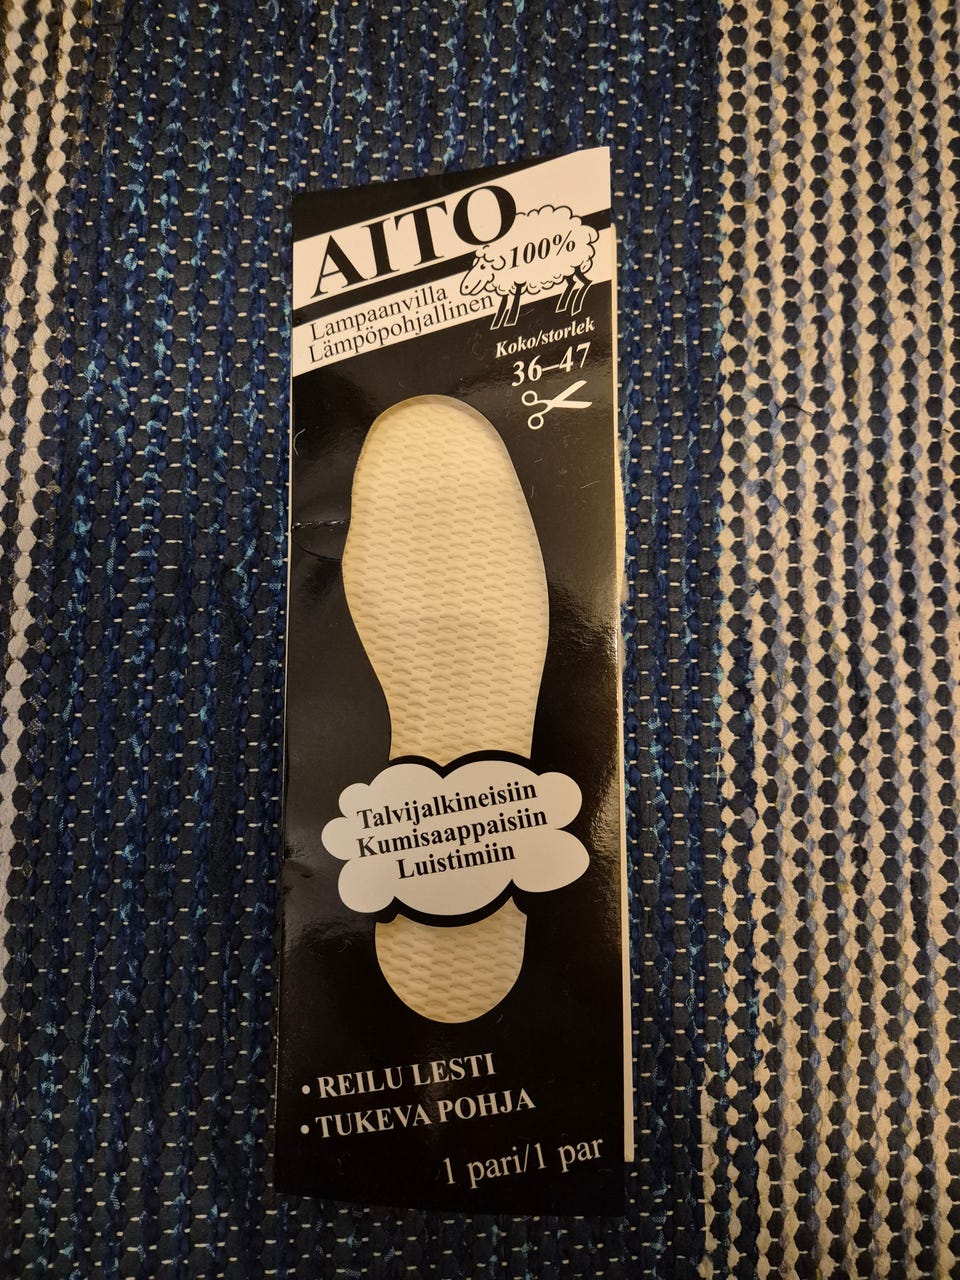 AITO
100%
Lampaanvilla
Lämpöpohjallinen
Koko/storlek
36–47
Talvijalkineisiin
Kumisaappaisiin
Luistimiin
• REILU LESTI
• TUKEVA POHJA
1 pari/1 par